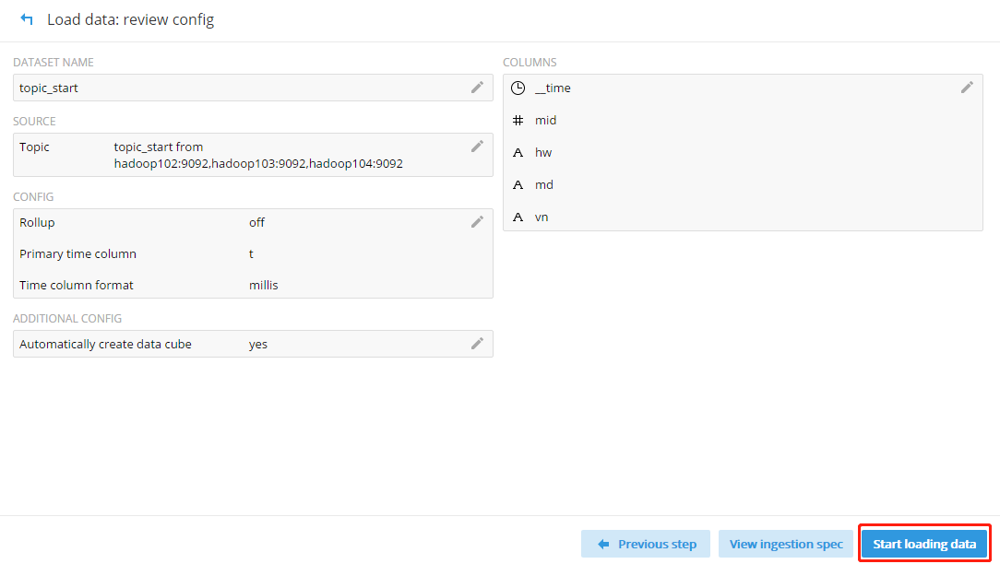 Load data: review config
DATASET NAME
topic_start
SOURCE
Topic topic_start from
hadoop102:9092,hadoop103:9092,hadoop104:9092
CONFIG
Rollup off
Primary time column t
Time column format millis
ADDITIONAL CONFIG
Automatically create data cube yes
COLUMNS
__time
# mid
A hw
A md
A vn
Previous step
View ingestion spec
Start loading data